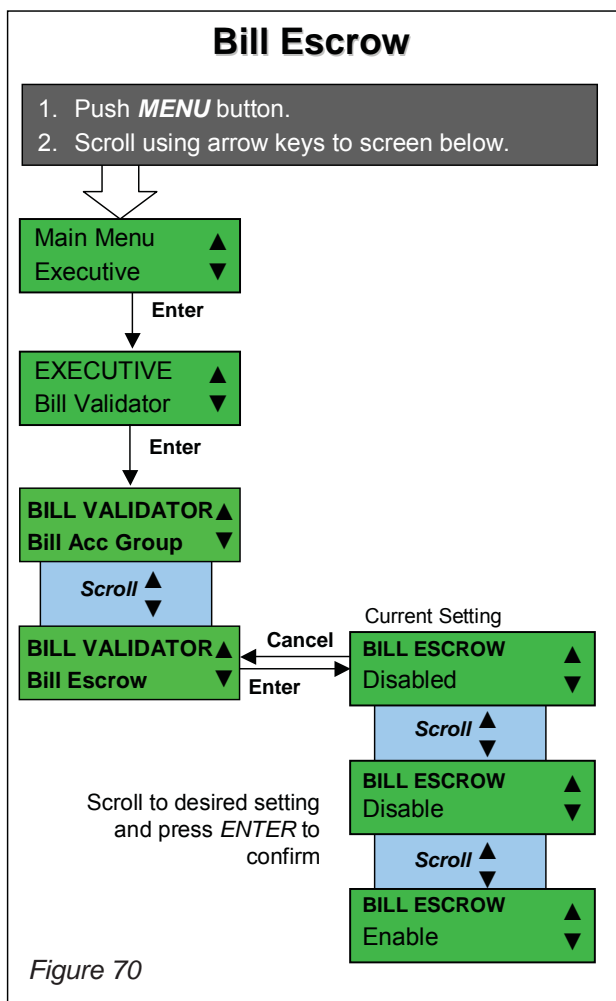 Bill Escrow
1. Push MENU button.
2. Scroll using arrow keys to screen below.
Main Menu ▲
Executive ▼
Enter
EXECUTIVE ▲
Bill Validator ▼
Enter
BILL VALIDATOR ▲
Bill Acc Group ▼
Scroll ▲
▼
BILL VALIDATOR ▲
Bill Escrow ▼
Cancel
Enter
Current Setting
BILL ESCROW ▲
Disabled ▼
Scroll ▲
▼
BILL ESCROW ▲
Disable ▼
Scroll ▲
▼
BILL ESCROW ▲
Enable ▼
Scroll to desired setting
and press ENTER to
confirm
Figure 70